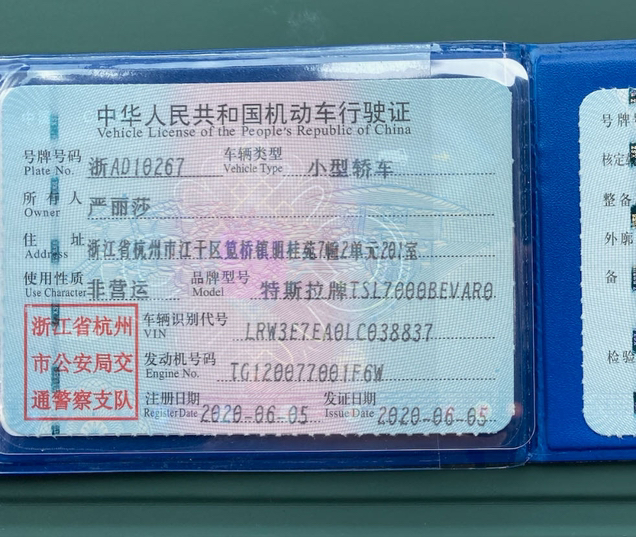 中华人民共和国机动车行驶证
Vehicle License of the People's Republic of China
号牌号码 浙AD10267 车辆类型 小型轿车
Plate No. Vehicle Type
所有人 严丽莎
Owner
住址 浙江省杭州市江干区笕桥镇明桂苑7幢2单元201室
Address
使用性质 非营运 品牌型号 特斯拉牌TSL7000BEVAR0
Use Character Model
浙江省杭州
市公安局交
通警察支队
车辆识别代号 LRW3E7EA0LC038837
VIN
发动机号码 TG120077001F6W
Engine No.
注册日期 2020-06-05 发证日期 2020-06-05
Register Date Issue Date
号牌
核定
整备
外廓
备
检验